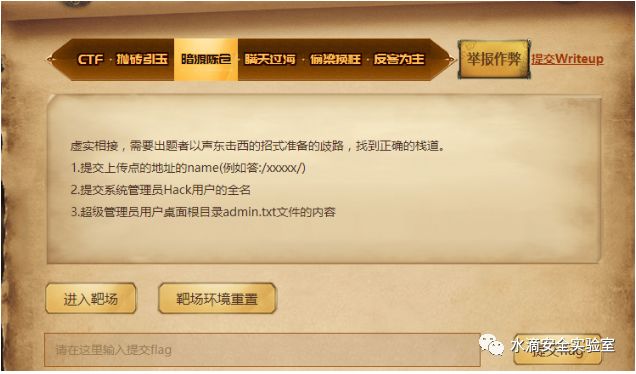 CTF · 抛砖引玉 暗渡陈仓 · 瞒天过海 · 偷梁换柱 · 反客为主 举报作弊 提交Writeup
虚实相接，需要出题者以声东击西的招式准备的歧路，找到正确的栈道。
1.提交上传点的地址的name(例如答:/xxxxx/)
2.提交系统管理员Hack用户的全名
3.超级管理员用户桌面根目录admin.txt文件的内容
进入靶场 靶场环境重置
请在这里输入提交flag 提交flag
水滴安全实验室